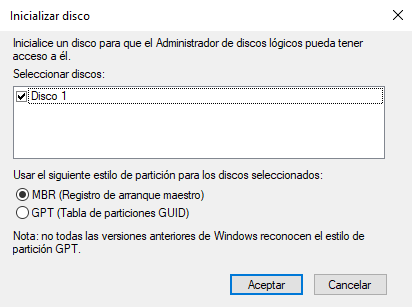 Inicializar disco
Inicialice un disco para que el Administrador de discos lógicos pueda tener
acceso a él.
Seleccionar discos:
Disco 1
Usar el siguiente estilo de partición para los discos seleccionados:
MBR (Registro de arranque maestro)
GPT (Tabla de particiones GUID)
Nota: no todas las versiones anteriores de Windows reconocen el estilo de
partición GPT.
Aceptar
Cancelar